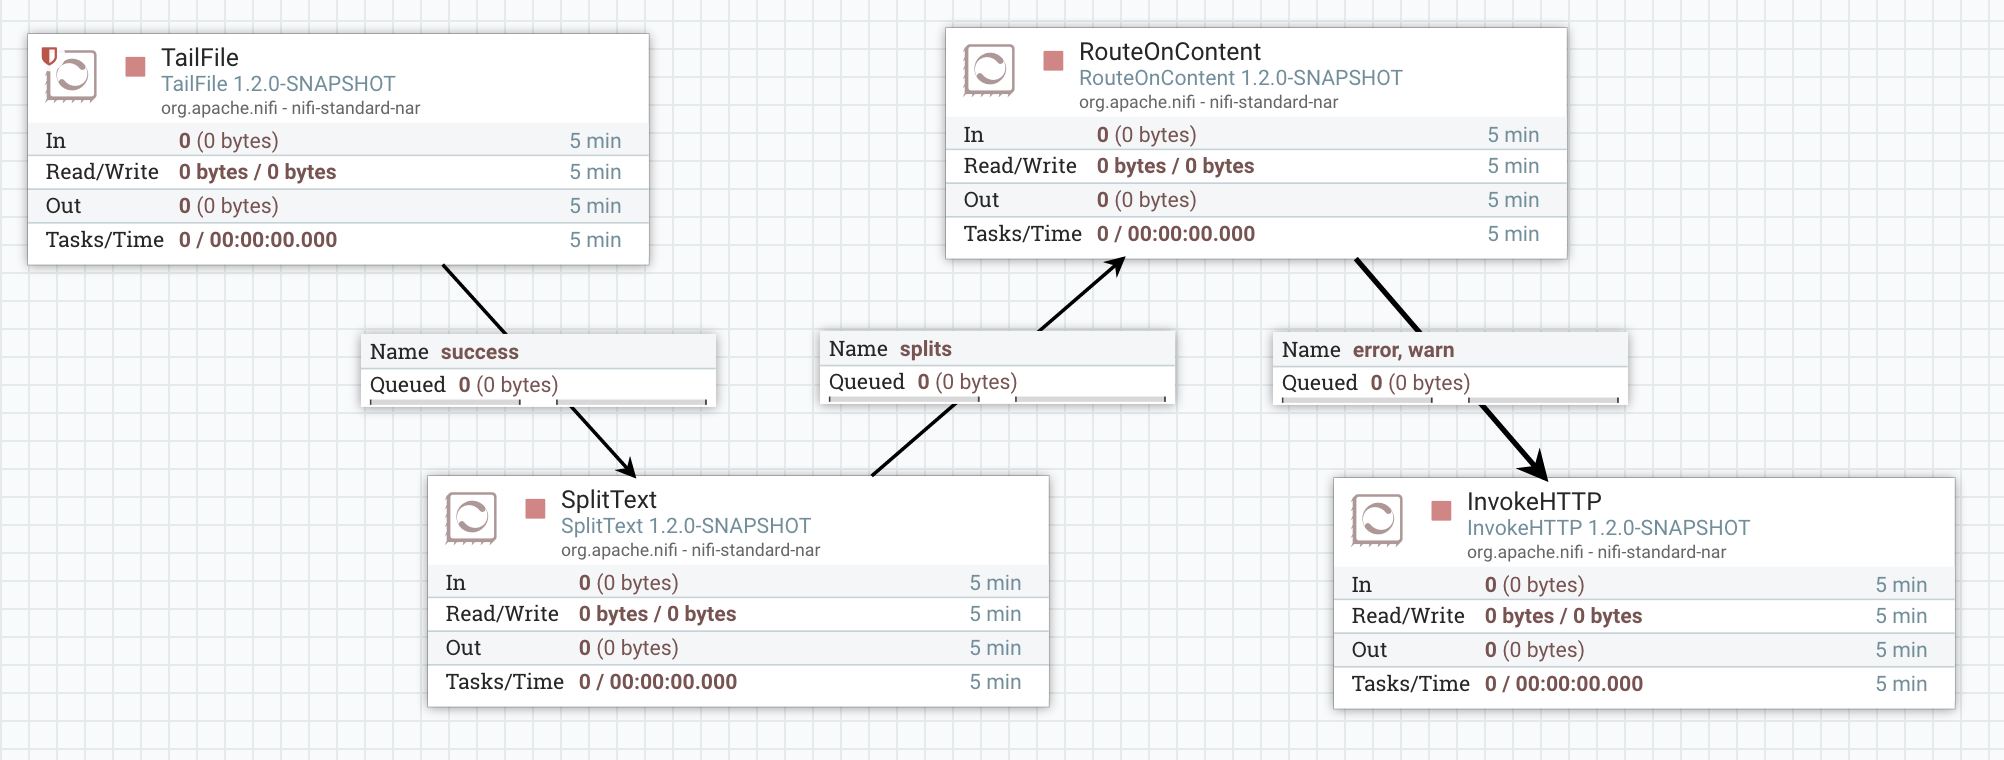 TailFile
TailFile 1.2.0-SNAPSHOT
org.apache.nifi - nifi-standard-nar
In 0 (0 bytes) 5 min
Read/Write 0 bytes / 0 bytes 5 min
Out 0 (0 bytes) 5 min
Tasks/Time 0 / 00:00:00.000 5 min
Name success
Queued 0 (0 bytes)
SplitText
SplitText 1.2.0-SNAPSHOT
org.apache.nifi - nifi-standard-nar
In 0 (0 bytes) 5 min
Read/Write 0 bytes / 0 bytes 5 min
Out 0 (0 bytes) 5 min
Tasks/Time 0 / 00:00:00.000 5 min
Name splits
Queued 0 (0 bytes)
RouteOnContent
RouteOnContent 1.2.0-SNAPSHOT
org.apache.nifi - nifi-standard-nar
In 0 (0 bytes) 5 min
Read/Write 0 bytes / 0 bytes 5 min
Out 0 (0 bytes) 5 min
Tasks/Time 0 / 00:00:00.000 5 min
Name error, warn
Queued 0 (0 bytes)
InvokeHTTP
InvokeHTTP 1.2.0-SNAPSHOT
org.apache.nifi - nifi-standard-nar
In 0 (0 bytes) 5 min
Read/Write 0 bytes / 0 bytes 5 min
Out 0 (0 bytes) 5 min
Tasks/Time 0 / 00:00:00.000 5 min